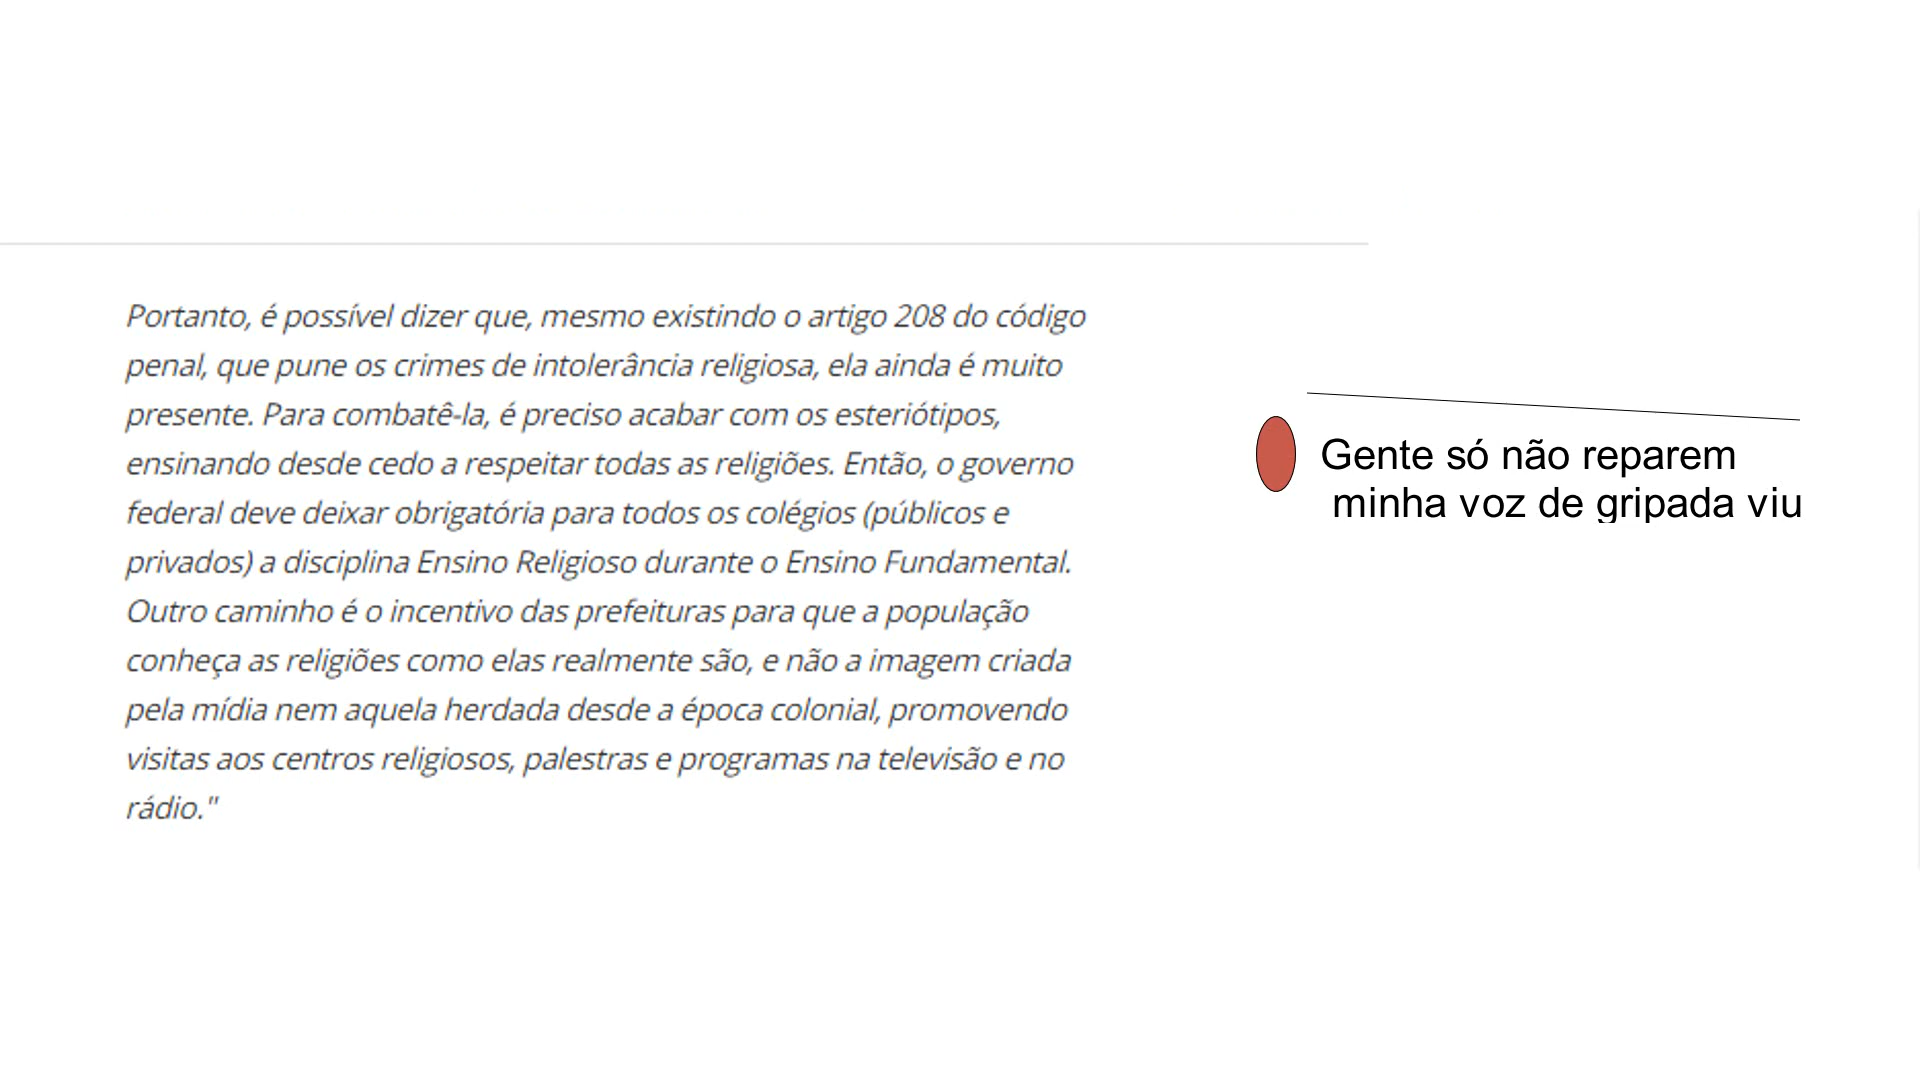 Portanto, é possível dizer que, mesmo existindo o artigo 208 do código
penal, que pune os crimes de intolerância religiosa, ela ainda é muito
presente. Para combatê-la, é preciso acabar com os esteriótipos,
ensinando desde cedo a respeitar todas as religiões. Então, o governo
federal deve deixar obrigatória para todos os colégios (públicos e
privados) a disciplina Ensino Religioso durante o Ensino Fundamental.
Outro caminho é o incentivo das prefeituras para que a população
conheça as religiões como elas realmente são, e não a imagem criada
pela mídia nem aquela herdada desde a época colonial, promovendo
visitas aos centros religiosos, palestras e programas na televisão e no
rádio."
Gente só não reparem
minha voz de gripada viu